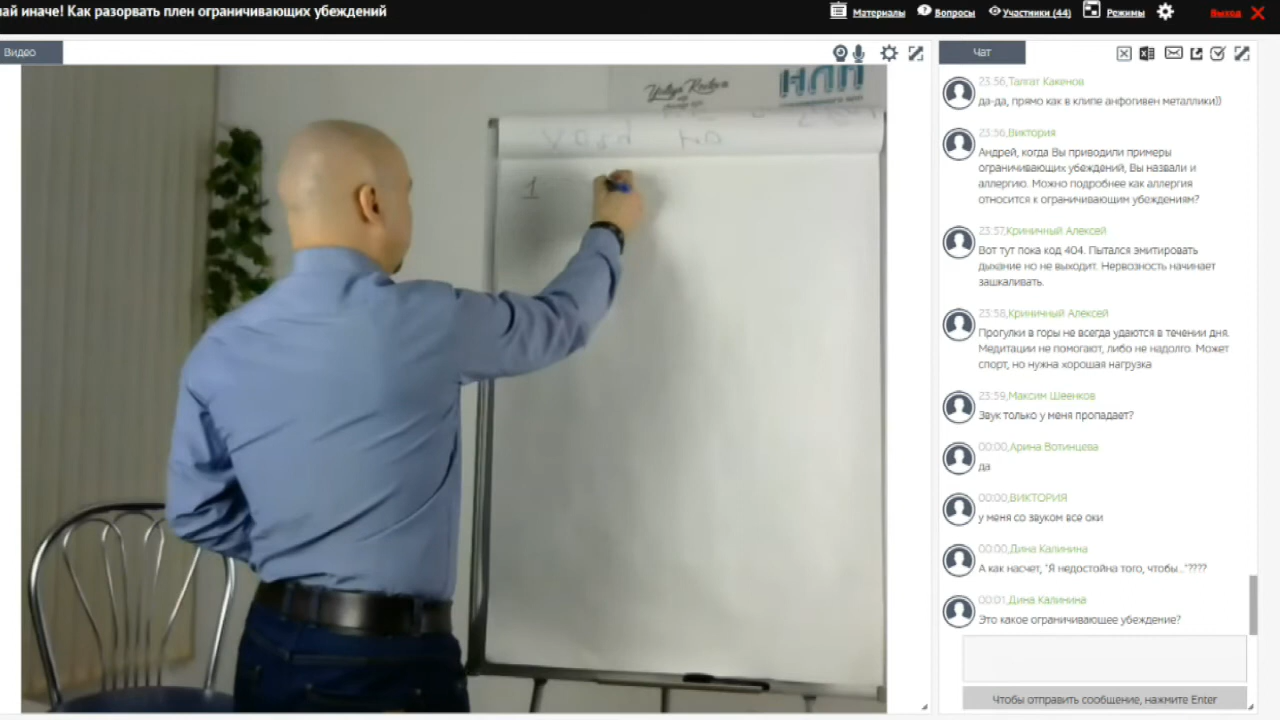 ай иначе! Как разорвать плен ограничивающих убеждений
Материалы
Вопросы
Участники (44)
Режимы
Выход
Видео
Чат
Yuliya Rodova
НЛП
1
23:56,Талгат Какенов
да-да, прямо как в клипе анфогивен металлики))
23:56,Виктория
Андрей, когда Вы приводили примеры
ограничивающих убеждений, Вы назвали и
аллергию. Можно подробнее как аллергия
относится к ограничивающим убеждениям?
23:57,Криничный Алексей
Вот тут пока код 404. Пытался эмитировать
дыхание но не выходит. Нервозность начинает
зашкаливать.
23:58,Криничный Алексей
Прогулки в горы не всегда удаются в течении дня.
Медитации не помогают, либо не надолго. Может
спорт, но нужна хорошая нагрузка
23:59,Максим Шеенков
Звук только у меня пропадает?
00:00,Арина Вотинцева
да
00:00,ВИКТОРИЯ
у меня со звуком все оки
00:00,Дина Калинина
А как насчет, "Я недостойна того, чтобы..."????
00:01,Дина Калинина
Это какое ограничивающее убеждение?
Чтобы отправить сообщение, нажмите Enter